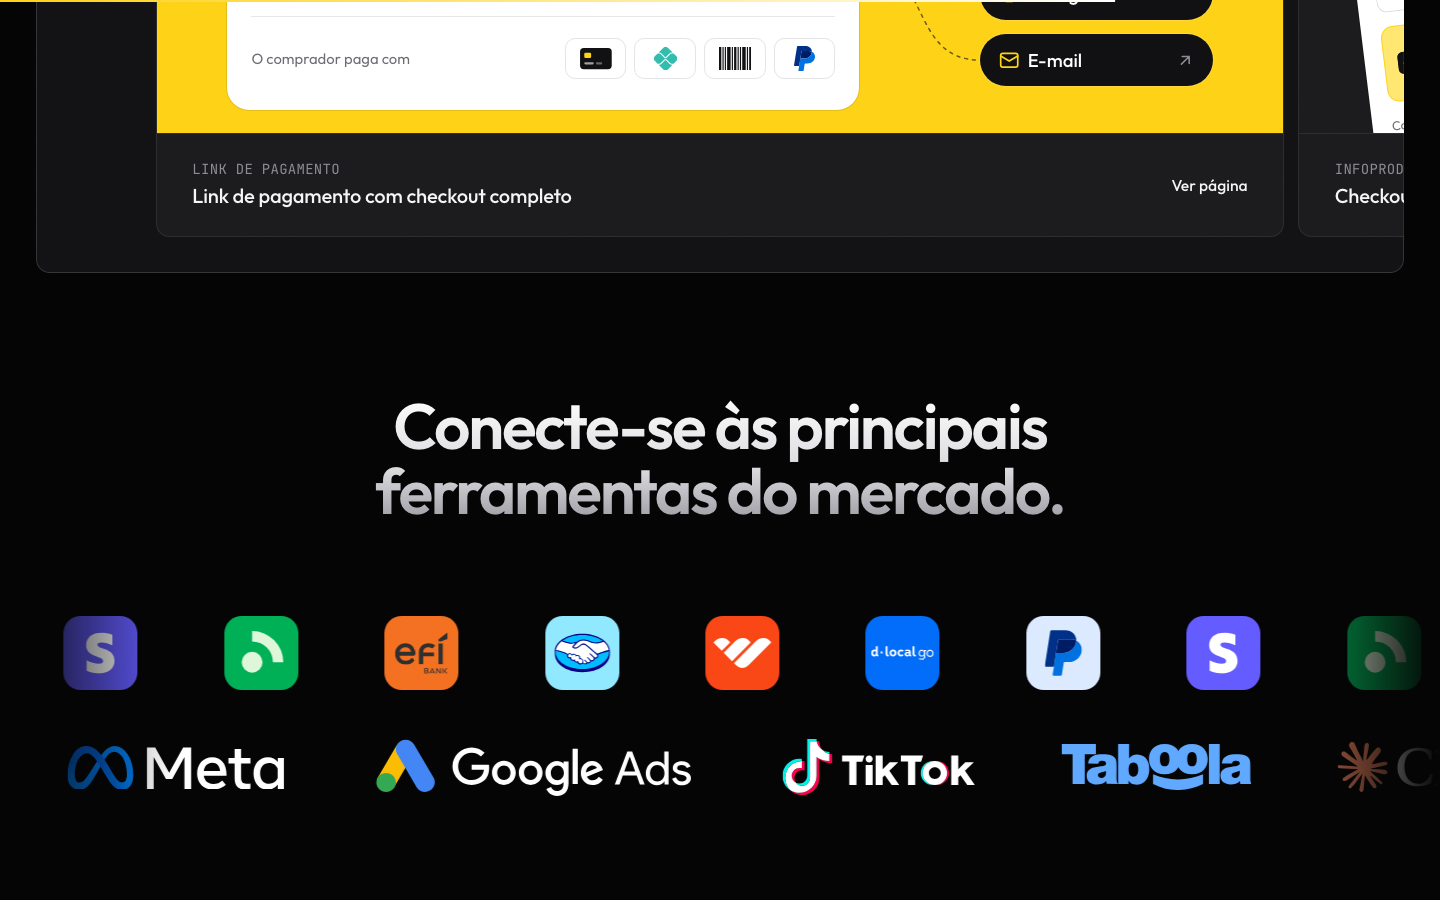 O comprador paga com
E-mail
LINK DE PAGAMENTO
Link de pagamento com checkout completo
Ver página
Conecte-se às principais
ferramentas do mercado.
S
efí
BANK
d·local go
S
Meta
Google Ads
TikTok
Taboola